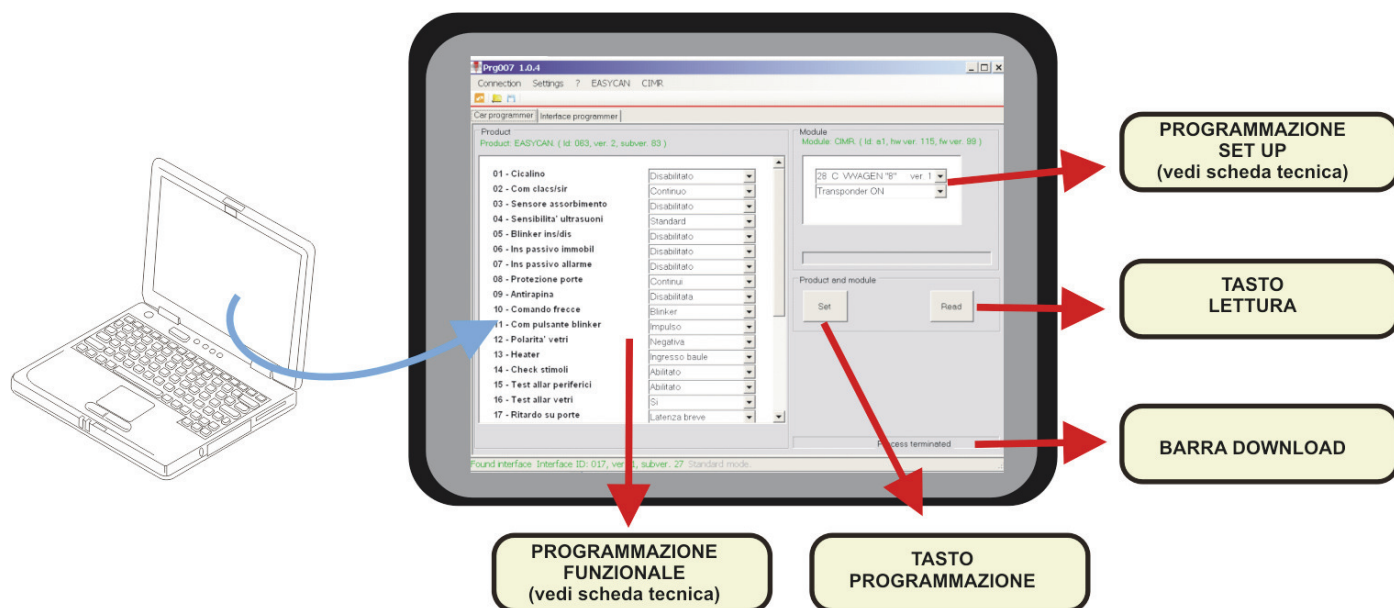 Prg007 1.0.4
Connection Settings ? EASYCAN CIMR
Car programmer Interface programmer
Product
Product: EASYCAN. ( Id: 063, ver. 2, subver. 83 )
01 - Cicalino Disabilitato
02 - Com clacs/sir Continuo
03 - Sensore assorbimento Disabilitato
04 - Sensibilita' ultrasuoni Standard
05 - Blinker ins/dis Disabilitato
06 - Ins passivo immobil Disabilitato
07 - Ins passivo allarme Disabilitato
08 - Protezione porte Continui
09 - Antirapina Disabilitata
10 - Comando frecce Blinker
11 - Com pulsante blinker Impulso
12 - Polarita' vetri Negativa
13 - Heater Ingresso baule
14 - Check stimoli Abilitato
15 - Test allar periferici Abilitato
16 - Test allar vetri Si
17 - Ritardo su porte Latenza breve
Module
Module: CIMR. ( Id: a1, hw ver. 115, fw ver. 99 )
28 C VWAGEN "8" ver. 1
Transponder ON
Product and module
Set Read
Process terminated
Found interface Interface ID: 017, ver. 1, subver. 27 Standard mode.
PROGRAMMAZIONE
SET UP
(vedi scheda tecnica)
TASTO
LETTURA
BARRA DOWNLOAD
PROGRAMMAZIONE
FUNZIONALE
(vedi scheda tecnica)
TASTO
PROGRAMMAZIONE